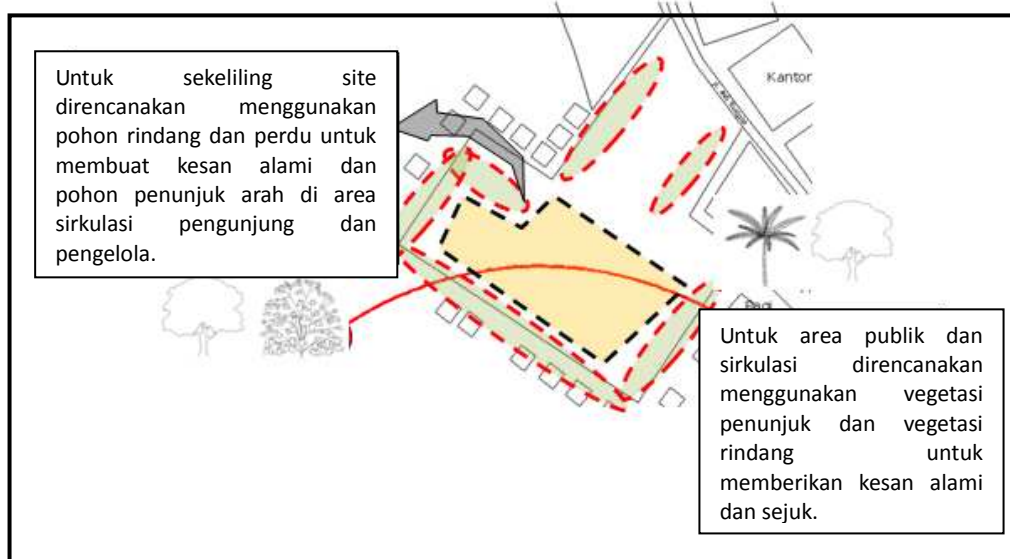 Untuk sekeliling site
direncanakan menggunakan
pohon rindang dan perdu untuk
membuat kesan alami dan
pohon penunjuk arah di area
sirkulasi pengunjung dan
pengelola.
Kantor
Untuk area publik dan
sirkulasi direncanakan
menggunakan vegetasi
penunjuk dan vegetasi
rindang untuk
memberikan kesan alami
dan sejuk.